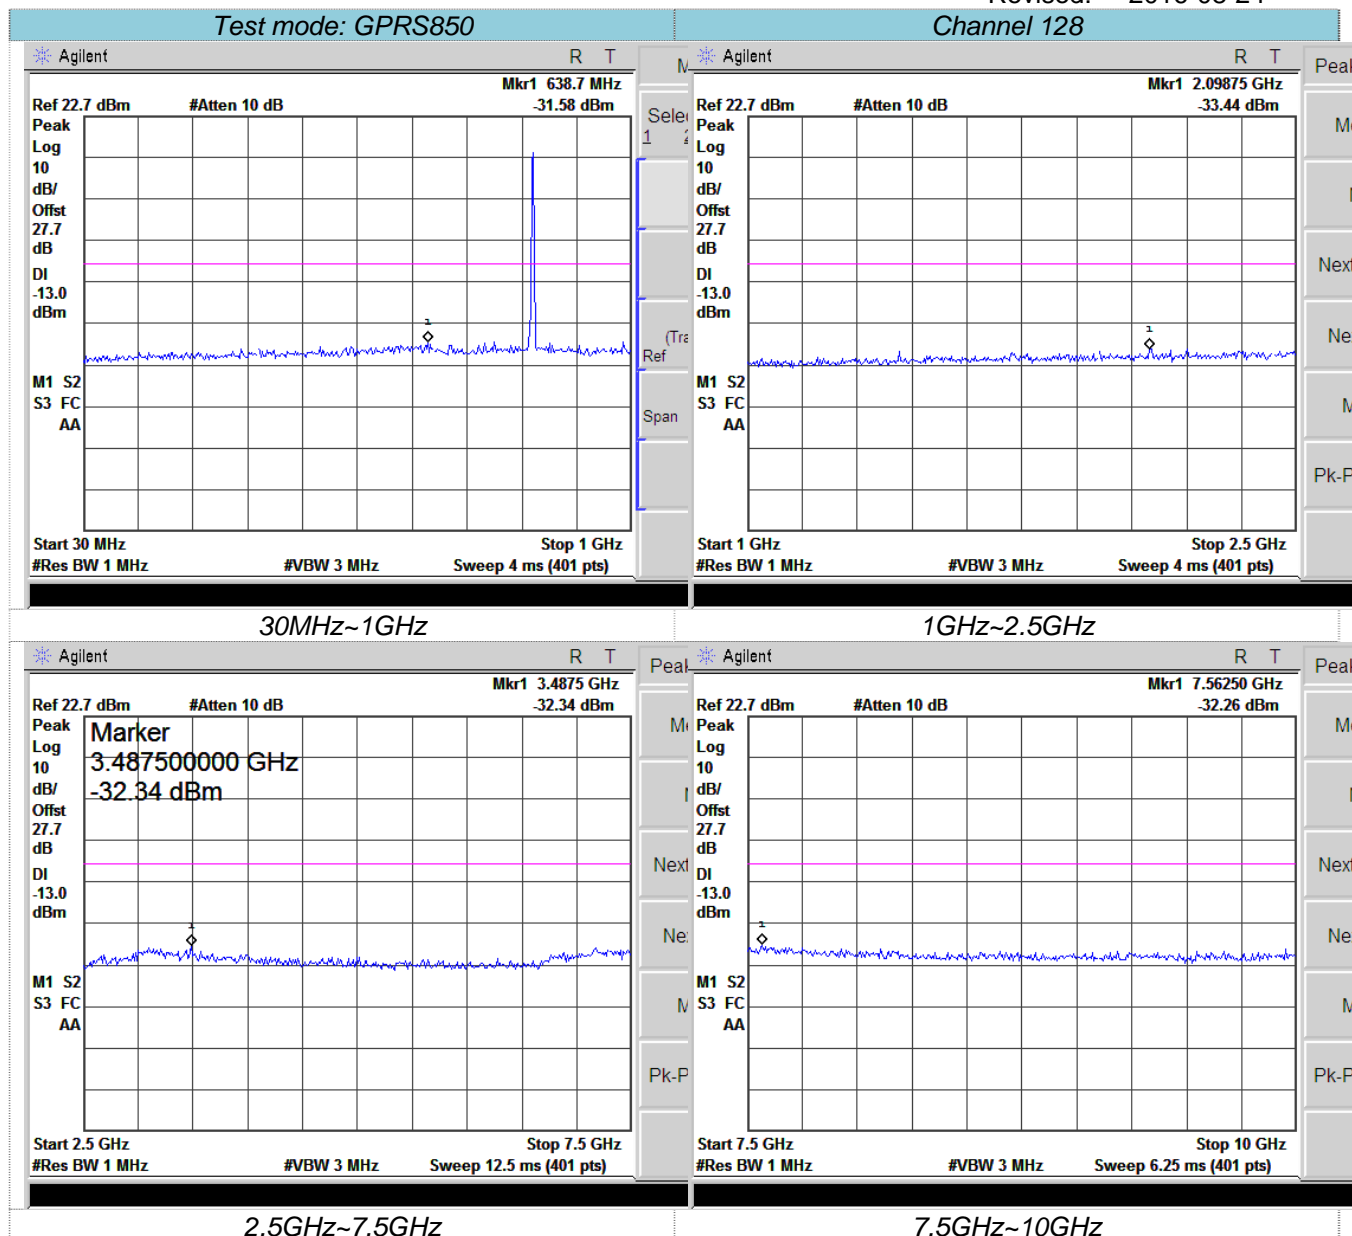 Test mode: GPRS850
Channel 128
Agilent R T
Mkr1 638.7 MHz
Ref 22.7 dBm #Atten 10 dB -31.58 dBm
Peak
Log
10
dB/
Offst
27.7
dB
DI
-13.0
dBm
1
M1 S2
S3 FC
AA
Start 30 MHz Stop 1 GHz
#Res BW 1 MHz #VBW 3 MHz Sweep 4 ms (401 pts)
1
Ref
Span
Agilent R T
Mkr1 2.09875 GHz
Ref 22.7 dBm #Atten 10 dB -33.44 dBm
Peak
Log
10
dB/
Offst
27.7
dB
DI
-13.0
dBm
1
M1 S2
S3 FC
AA
Start 1 GHz Stop 2.5 GHz
#Res BW 1 MHz #VBW 3 MHz Sweep 4 ms (401 pts)
Next
30MHz~1GHz
1GHz~2.5GHz
Agilent R T
Mkr1 3.4875 GHz
Ref 22.7 dBm #Atten 10 dB -32.34 dBm
Peak
Log
10
dB/
Offst
27.7
dB
DI
-13.0
dBm
Marker
3.487500000 GHz
-32.34 dBm
1
M1 S2
S3 FC
AA
Start 2.5 GHz Stop 7.5 GHz
#Res BW 1 MHz #VBW 3 MHz Sweep 12.5 ms (401 pts)
Next
Agilent R T
Mkr1 7.56250 GHz
Ref 22.7 dBm #Atten 10 dB -32.26 dBm
Peak
Log
10
dB/
Offst
27.7
dB
DI
-13.0
dBm
1
M1 S2
S3 FC
AA
Start 7.5 GHz Stop 10 GHz
#Res BW 1 MHz #VBW 3 MHz Sweep 6.25 ms (401 pts)
Next
2.5GHz~7.5GHz
7.5GHz~10GHz